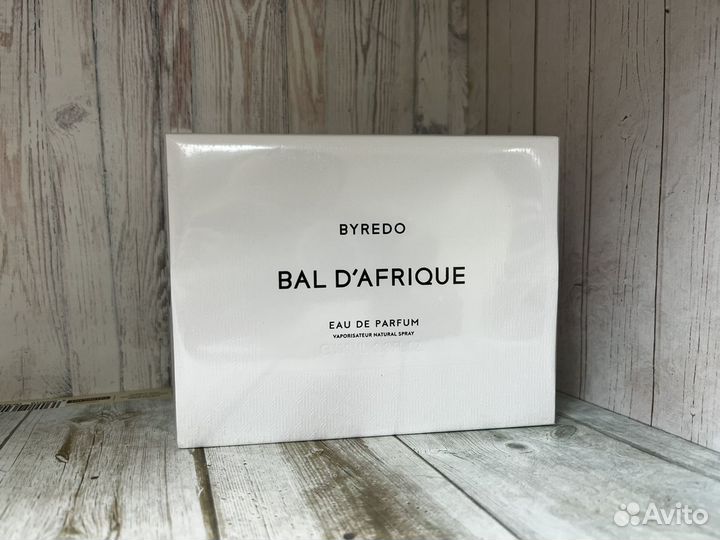 BYREDO
BAL D'AFRIQUE
EAU DE PARFUM
VAPORISATEUR NATURAL SPRAY
Avito